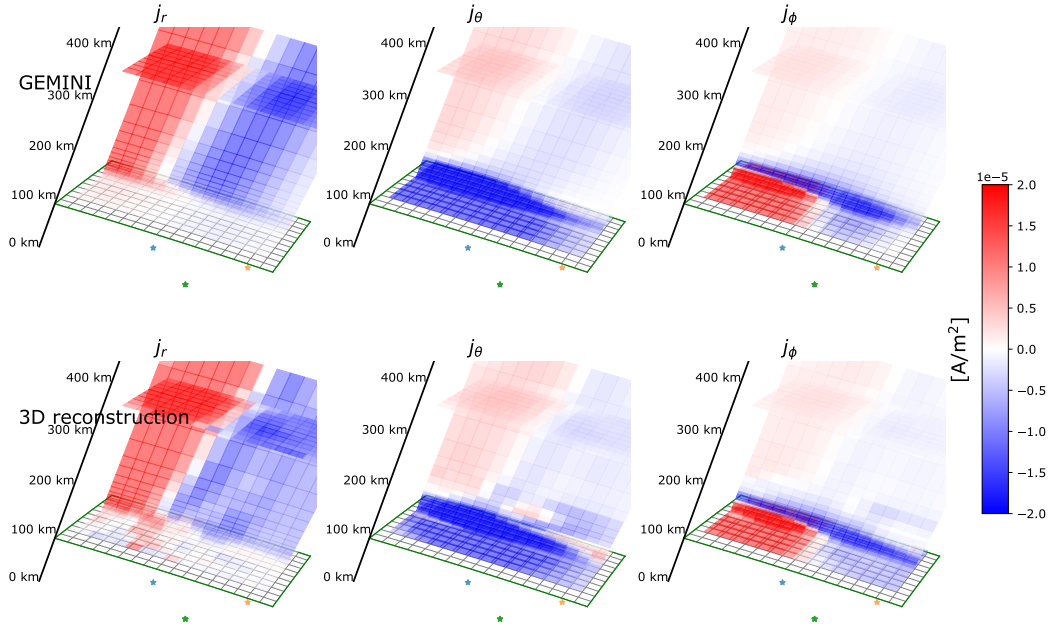 j_r j_θ j_ϕ
400 km 400 km 400 km
GEMINI
300 km 300 km 300 km
200 km 200 km 200 km
100 km 100 km 100 km
0 km 0 km 0 km
j_r j_θ j_ϕ
400 km 400 km 400 km
3D reconstruction
300 km 300 km 300 km
200 km 200 km 200 km
100 km 100 km 100 km
0 km 0 km 0 km
1e−5
2.0
1.5
1.0
0.5
0.0
−0.5
−1.0
−1.5
−2.0
[A/m²]